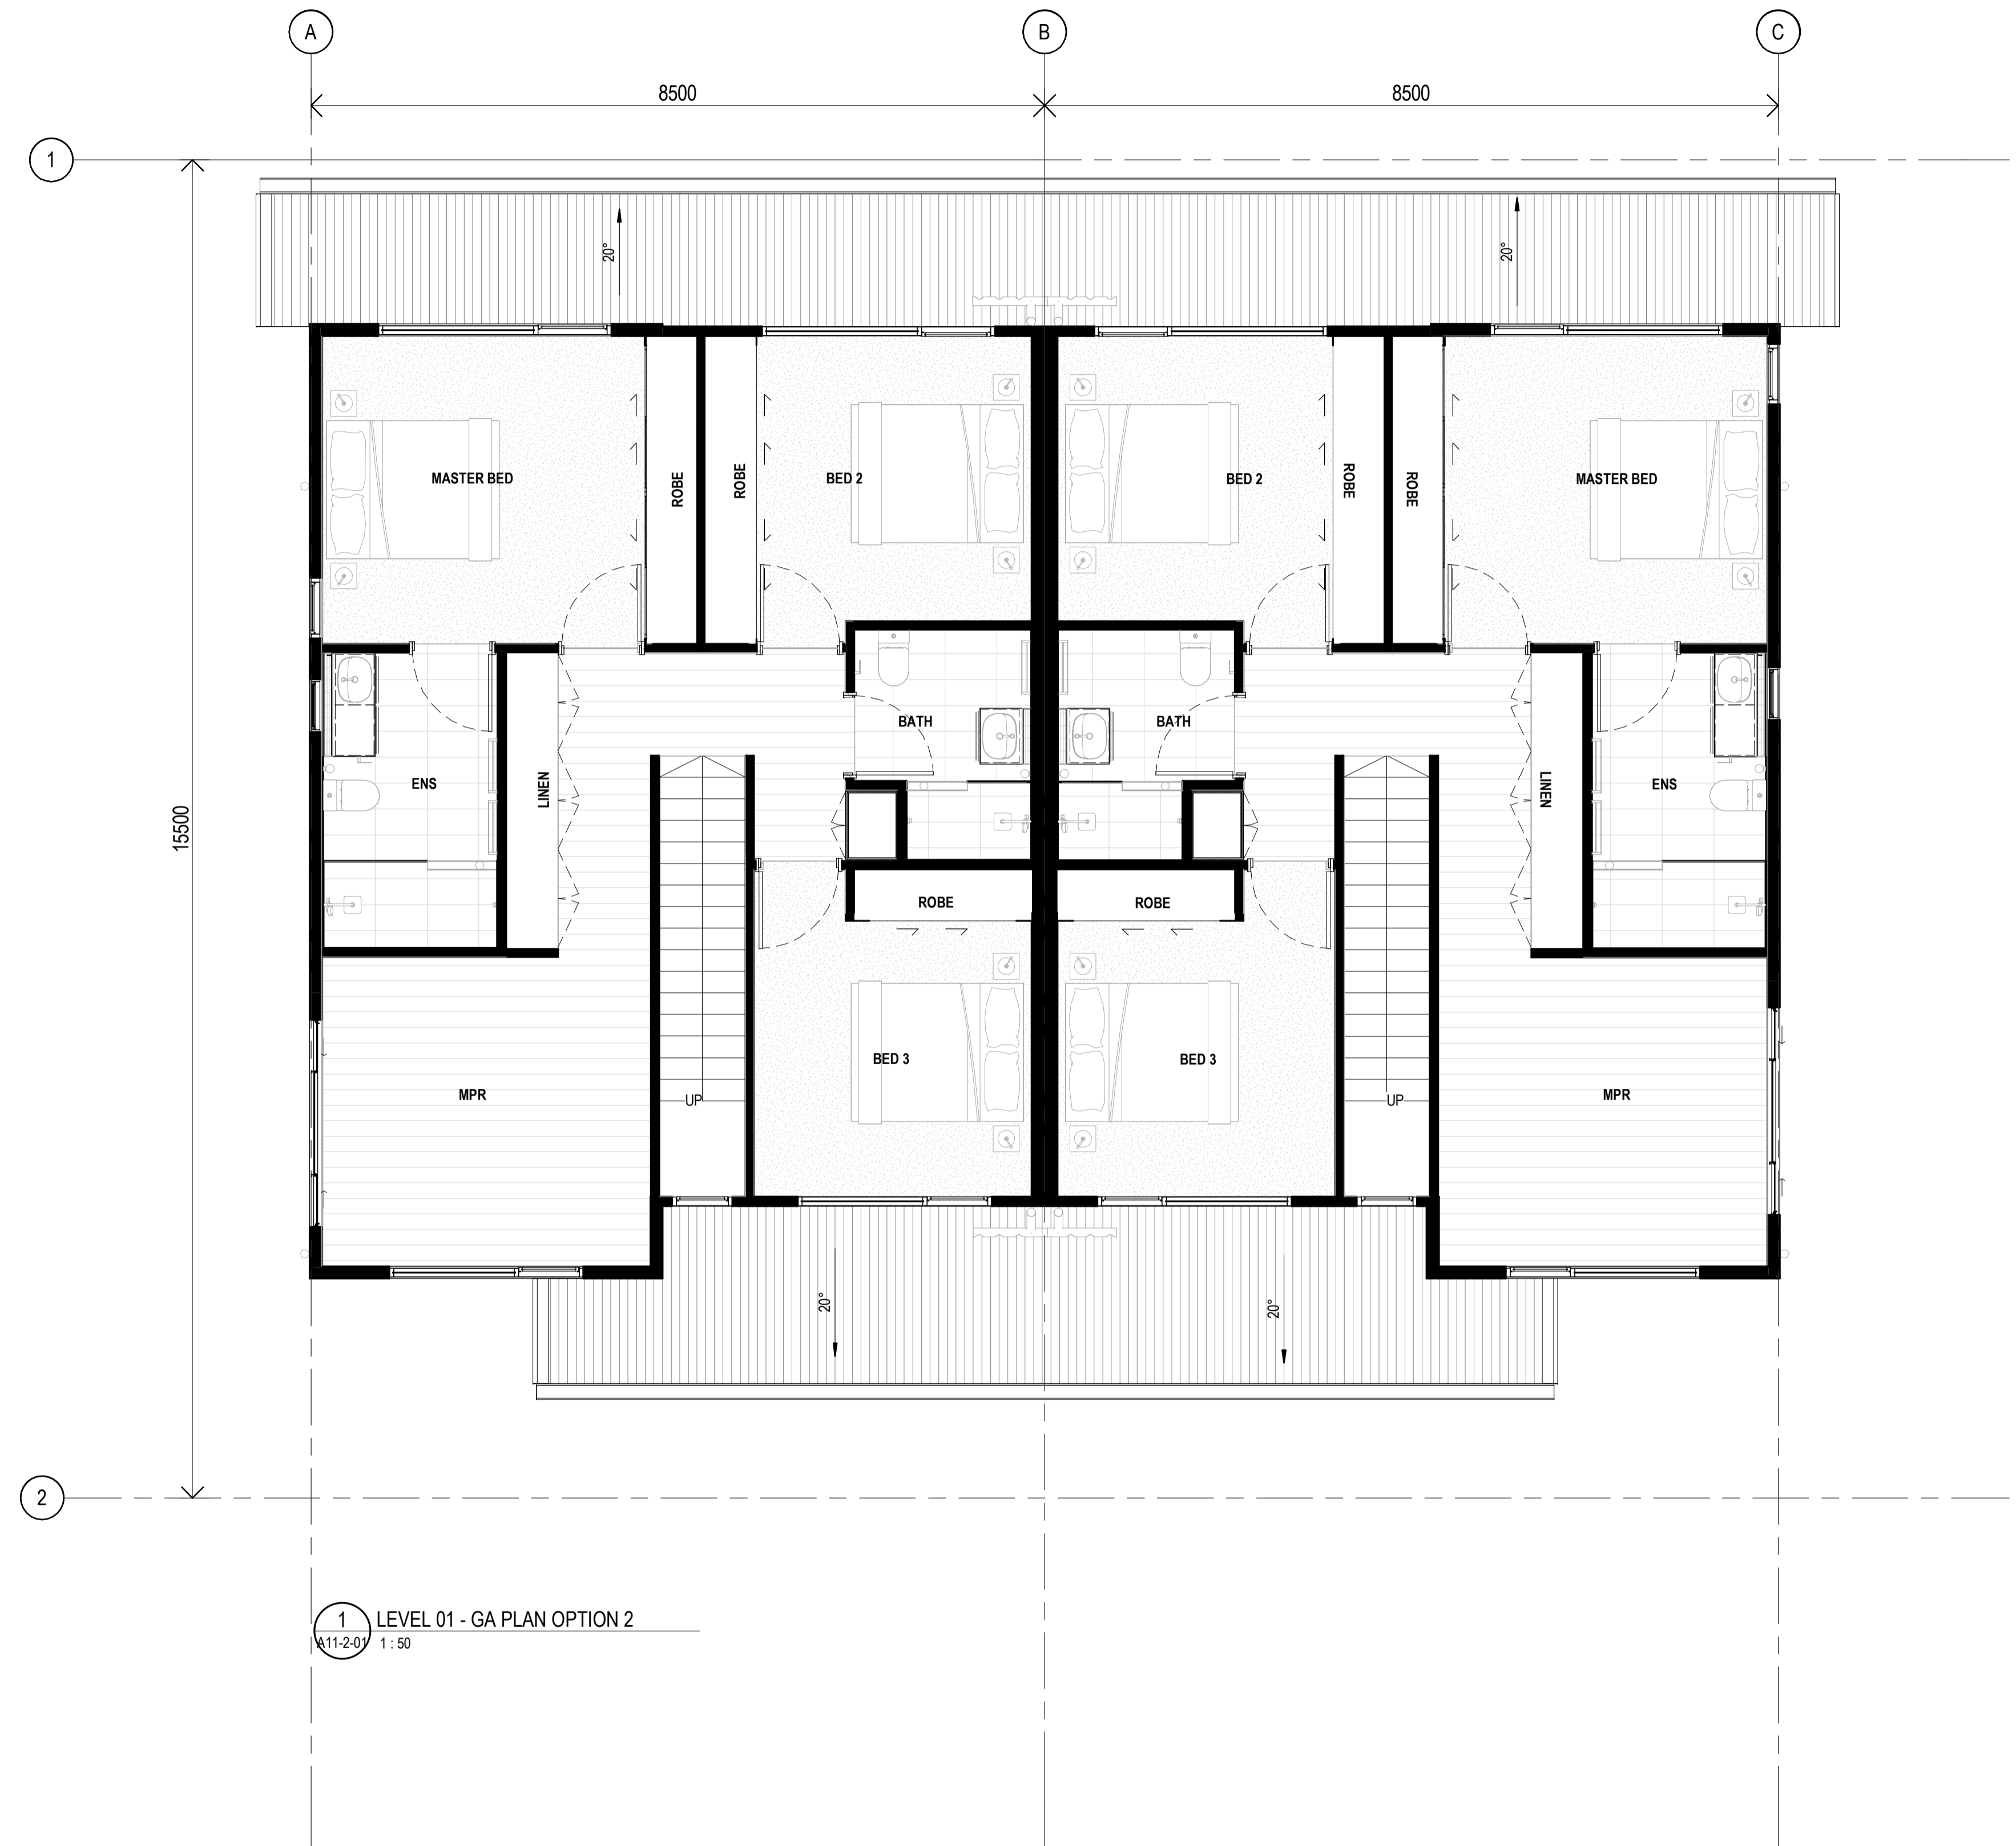 A
B
C
8500
8500
1
20°
20°
MASTER BED
ROBE
ROBE
BED 2
BED 2
ROBE
ROBE
MASTER BED
BATH
BATH
ENS
LINEN
LINEN
ENS
15500
ROBE
ROBE
BED 3
BED 3
MPR
UP
UP
MPR
20°
20°
2
1
LEVEL 01 - GA PLAN OPTION 2
A11-2-01
1 : 50